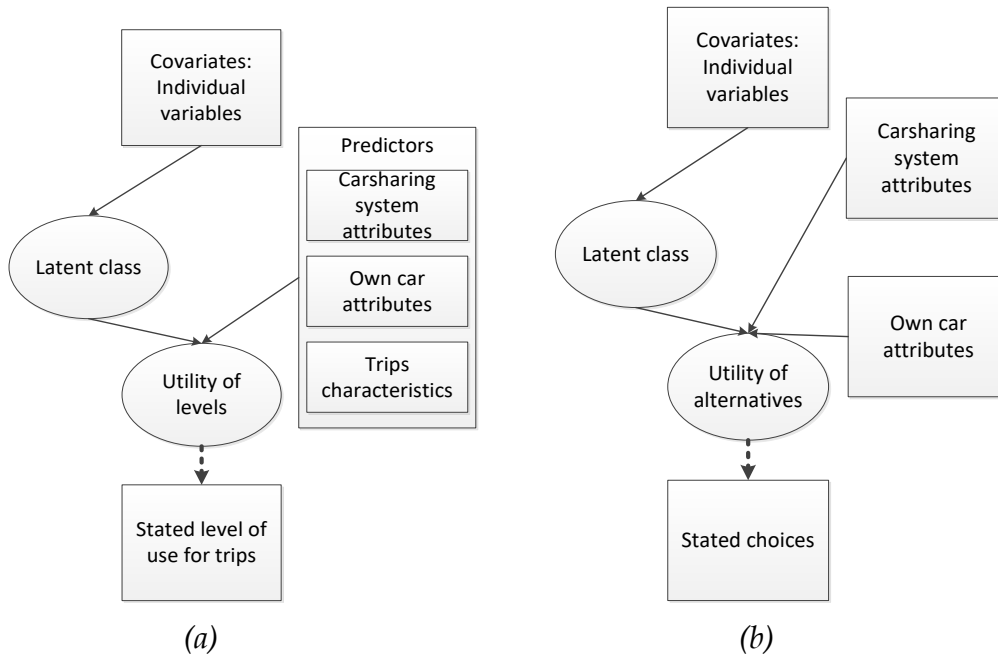 Covariates:
Individual
variables
Predictors
Carsharing
system
attributes
Own car
attributes
Trips
characteristics
Latent class
Utility of
levels
Stated level of
use for trips
(a)
Covariates:
Individual
variables
Carsharing
system
attributes
Latent class
Own car
attributes
Utility of
alternatives
Stated choices
(b)